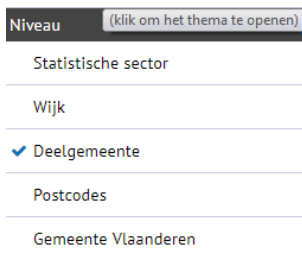 Niveau
(klik om het thema te openen)
Statistische sector
Wijk
Deelgemeente
Postcodes
Gemeente Vlaanderen